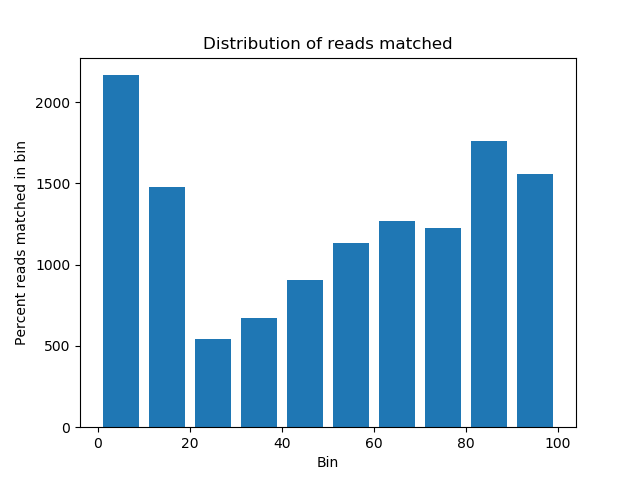 Distribution of reads matched
Percent reads matched in bin
2000
1500
1000
500
0
0 20 40 60 80 100
Bin